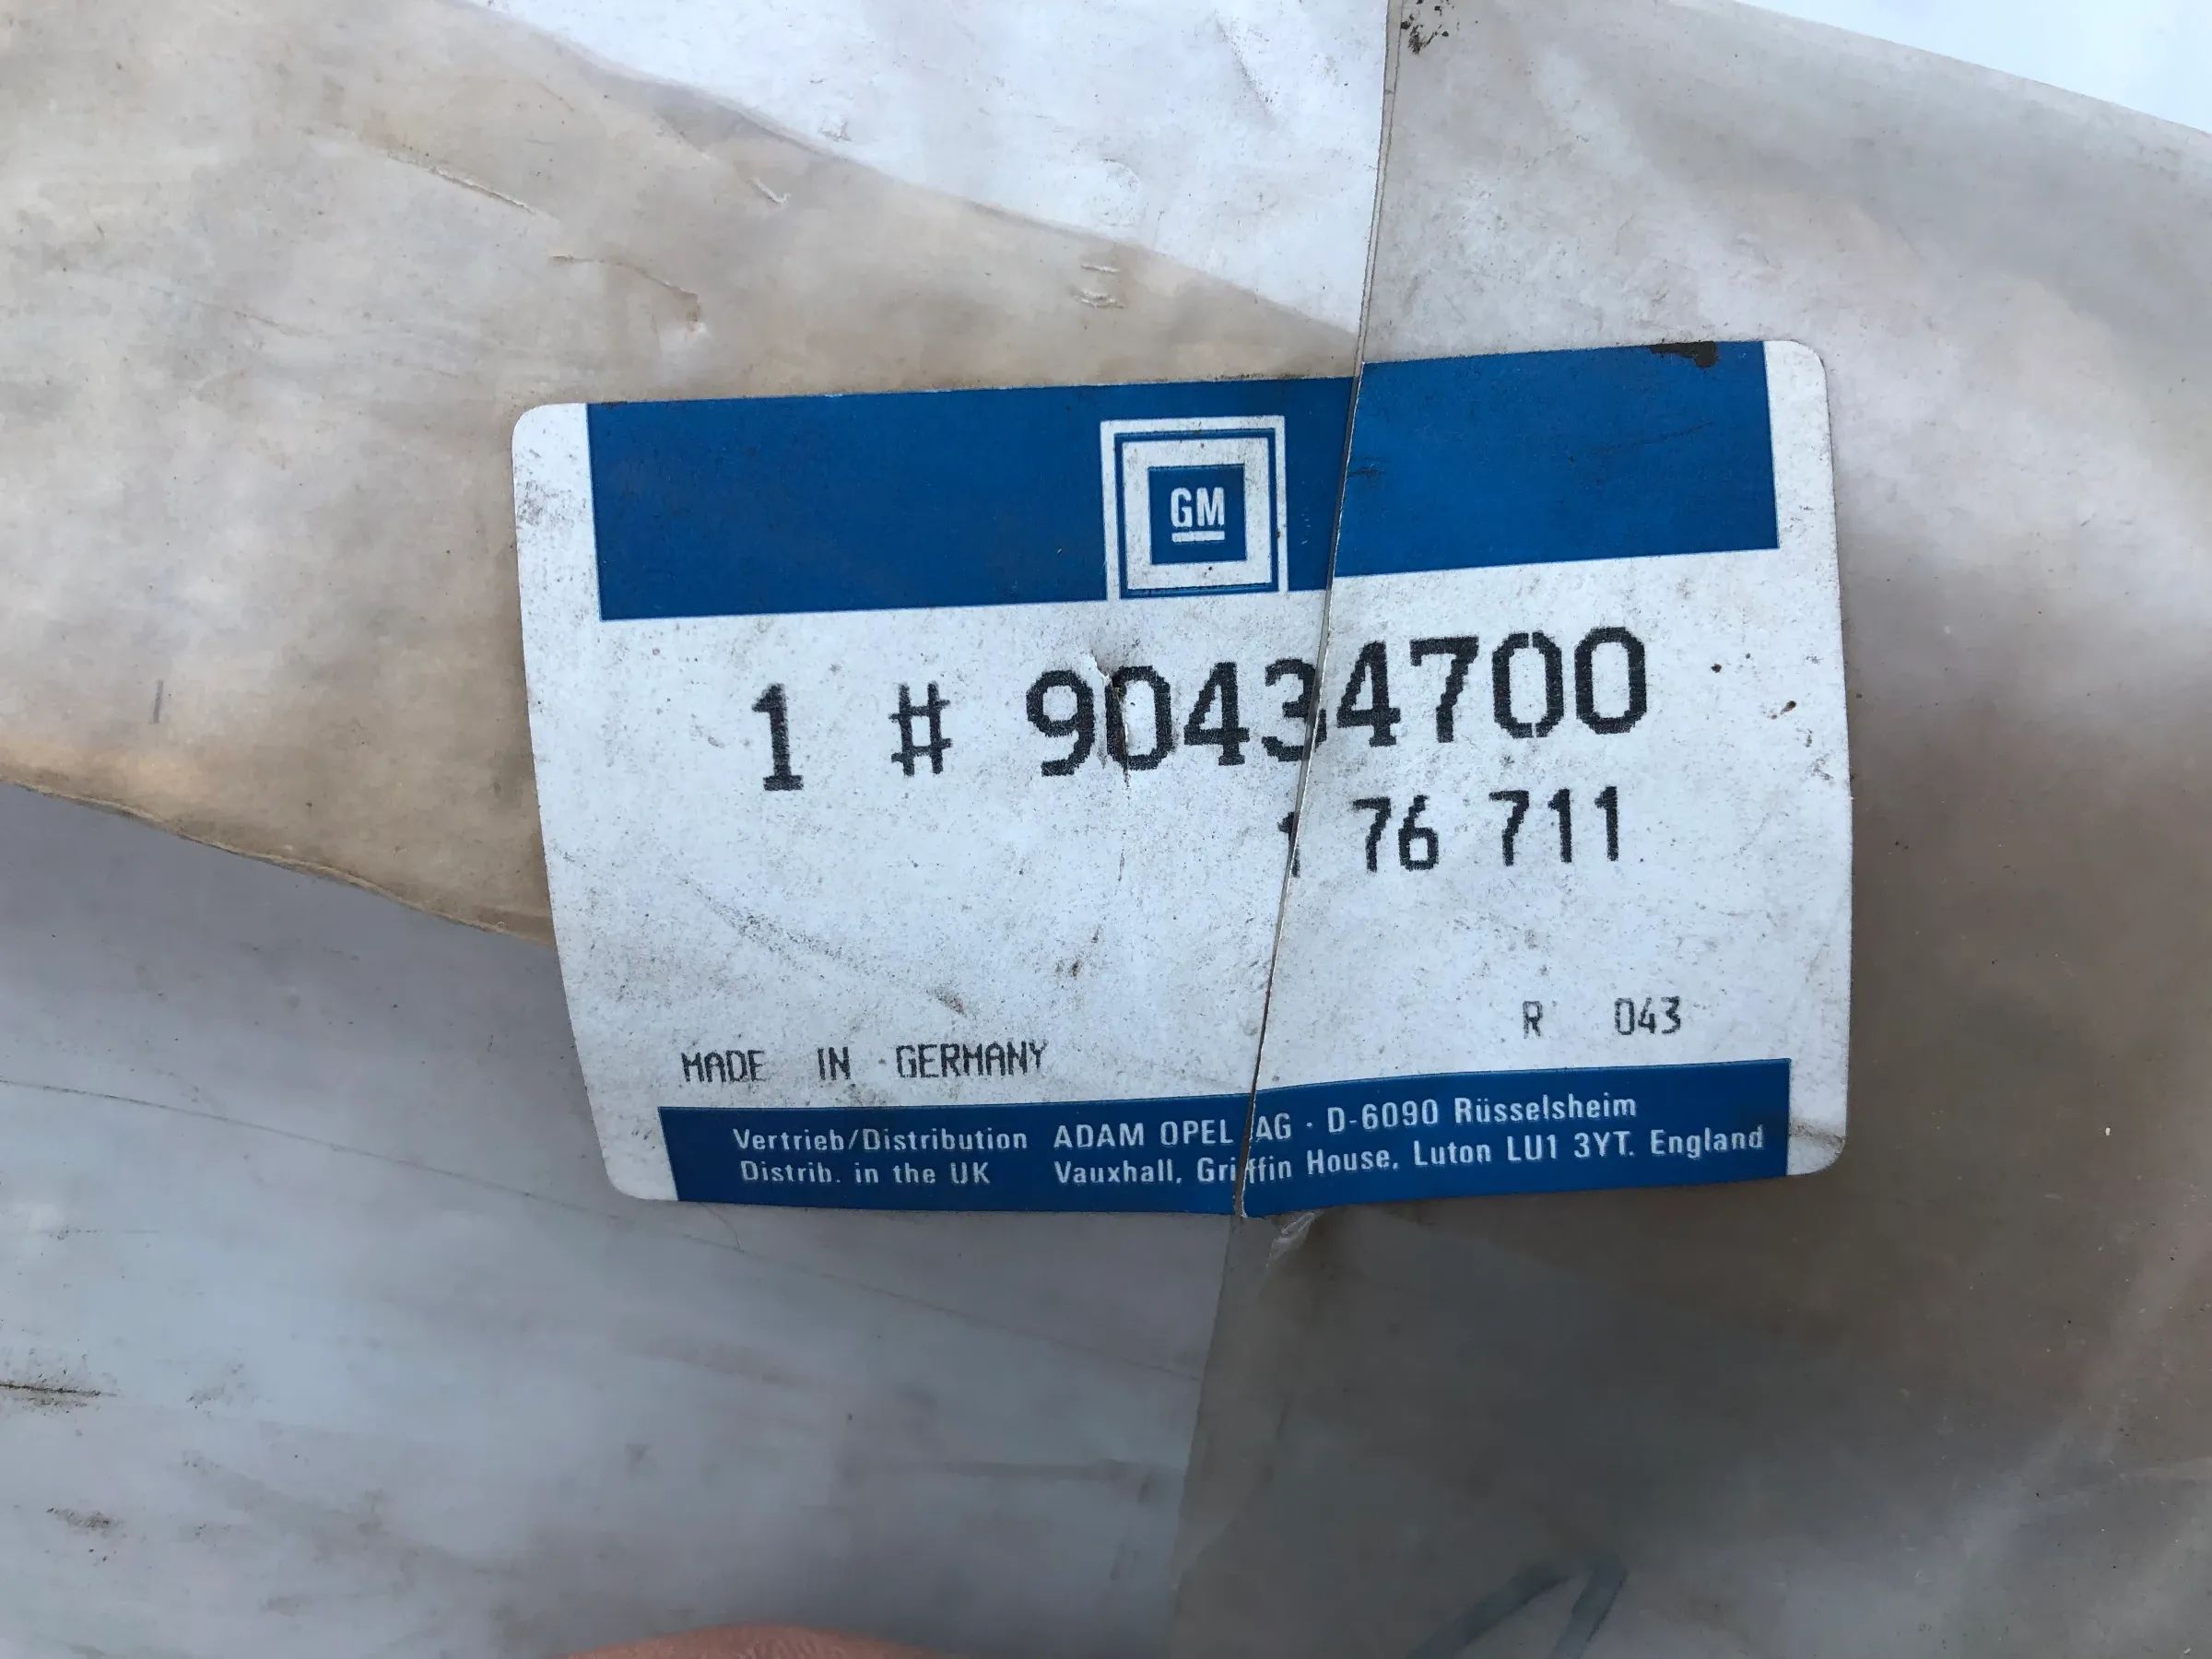 GM
1 # 90434700
1 76 711
R 043
MADE IN GERMANY
Vertrieb/Distribution ADAM OPEL AG · D-6090 Rüsselsheim
Distrib. in the UK Vauxhall, Griffin House, Luton LU1 3YT. England